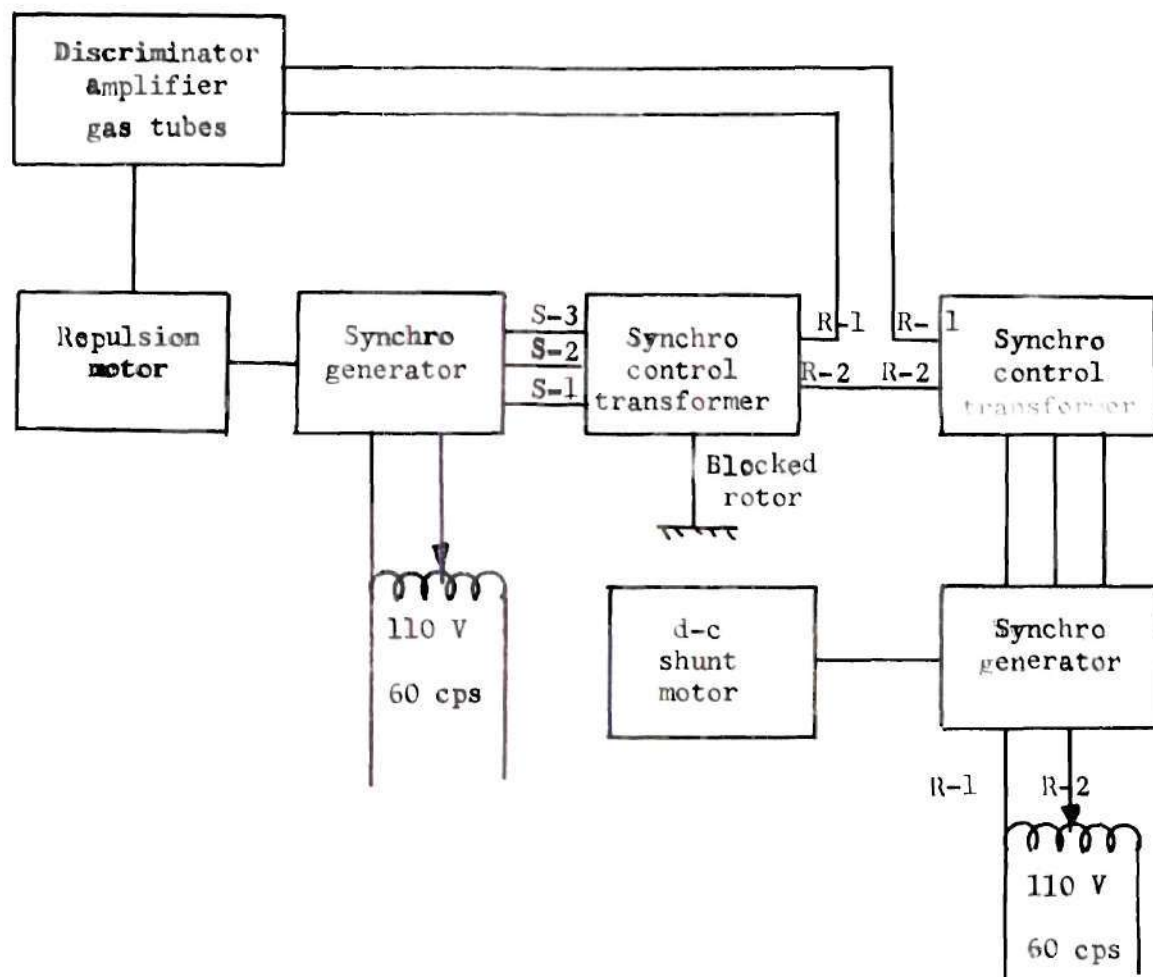 Discriminator
amplifier
gas tubes
Repulsion
motor
Synchro
generator
S-3
S-2
S-1
Synchro
control
transformer
R-1
R-2
R-1
R-2
Synchro
control
transformer
Blocked
rotor
110 V
60 cps
d-c
shunt
motor
Synchro
generator
R-1
R-2
110 V
60 cps